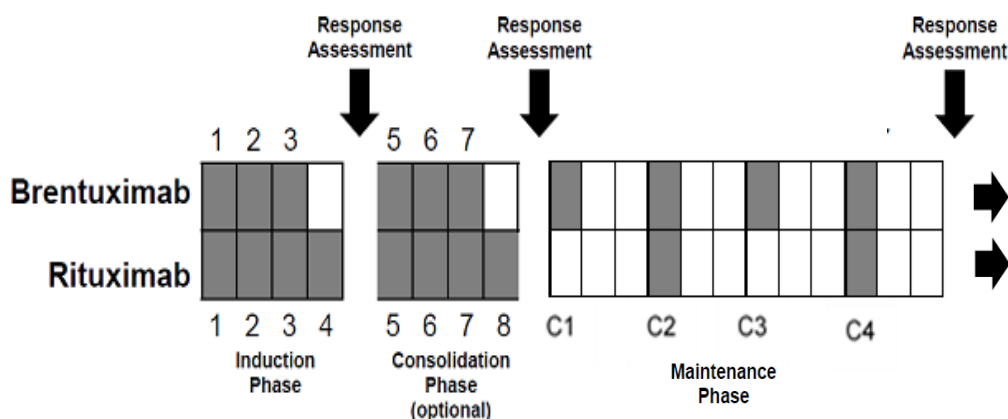 Response
Assessment
Response
Assessment
Response
Assessment
1 2 3
5 6 7
Brentuximab
Rituximab
1 2 3 4
5 6 7 8
C1 C2 C3 C4
Induction
Phase
Consolidation
Phase
(optional)
Maintenance
Phase